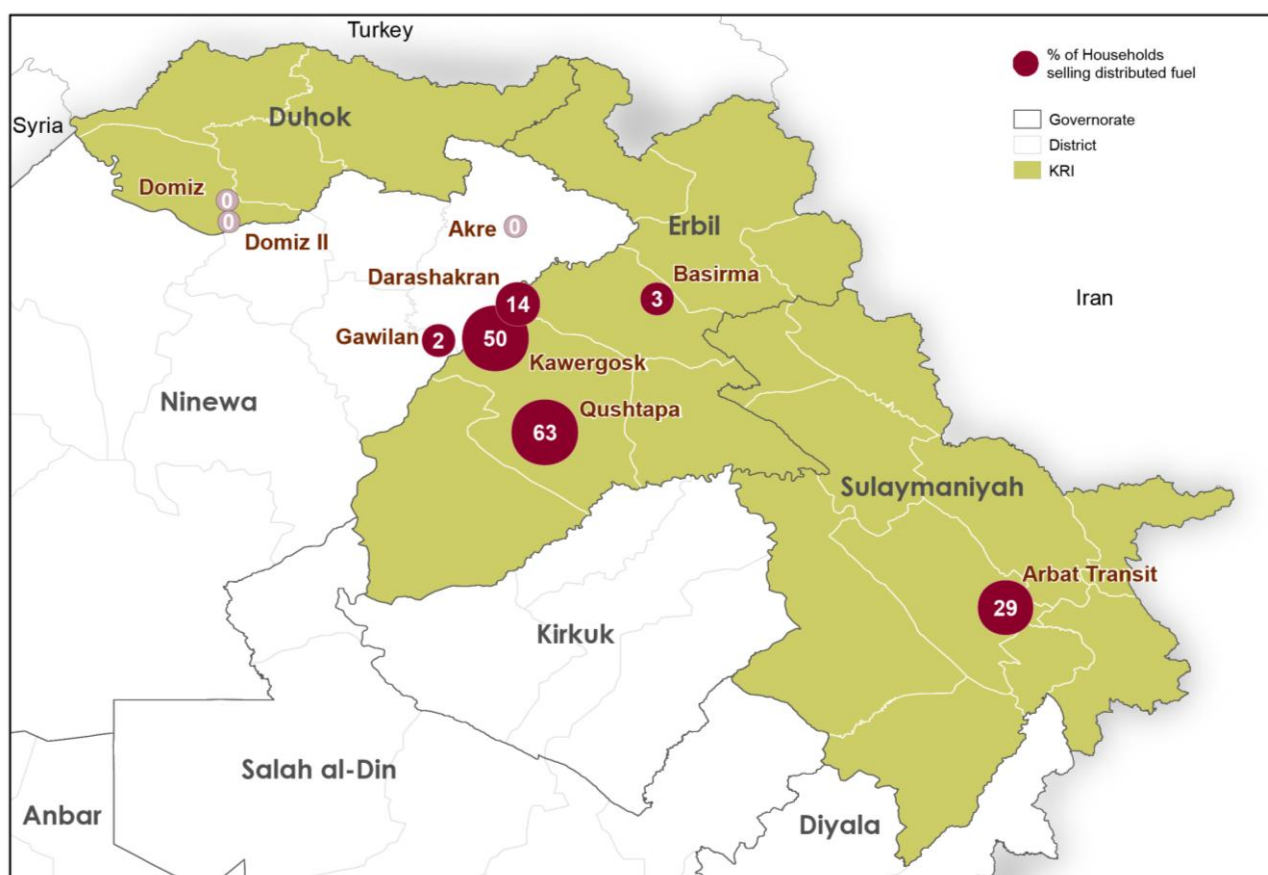 Turkey
% of Households
selling distributed fuel
Syria
Duhok
Governorate
District
KRI
Domiz
0
0
Domiz II
Akre
0
Erbil
Darashakran
14
Basirma
3
Iran
Gawilan
2
50
Kawergosk
Ninewa
Qushtapa
63
Sulaymaniyah
Arbat Transit
29
Kirkuk
Salah al-Din
Anbar
Diyala